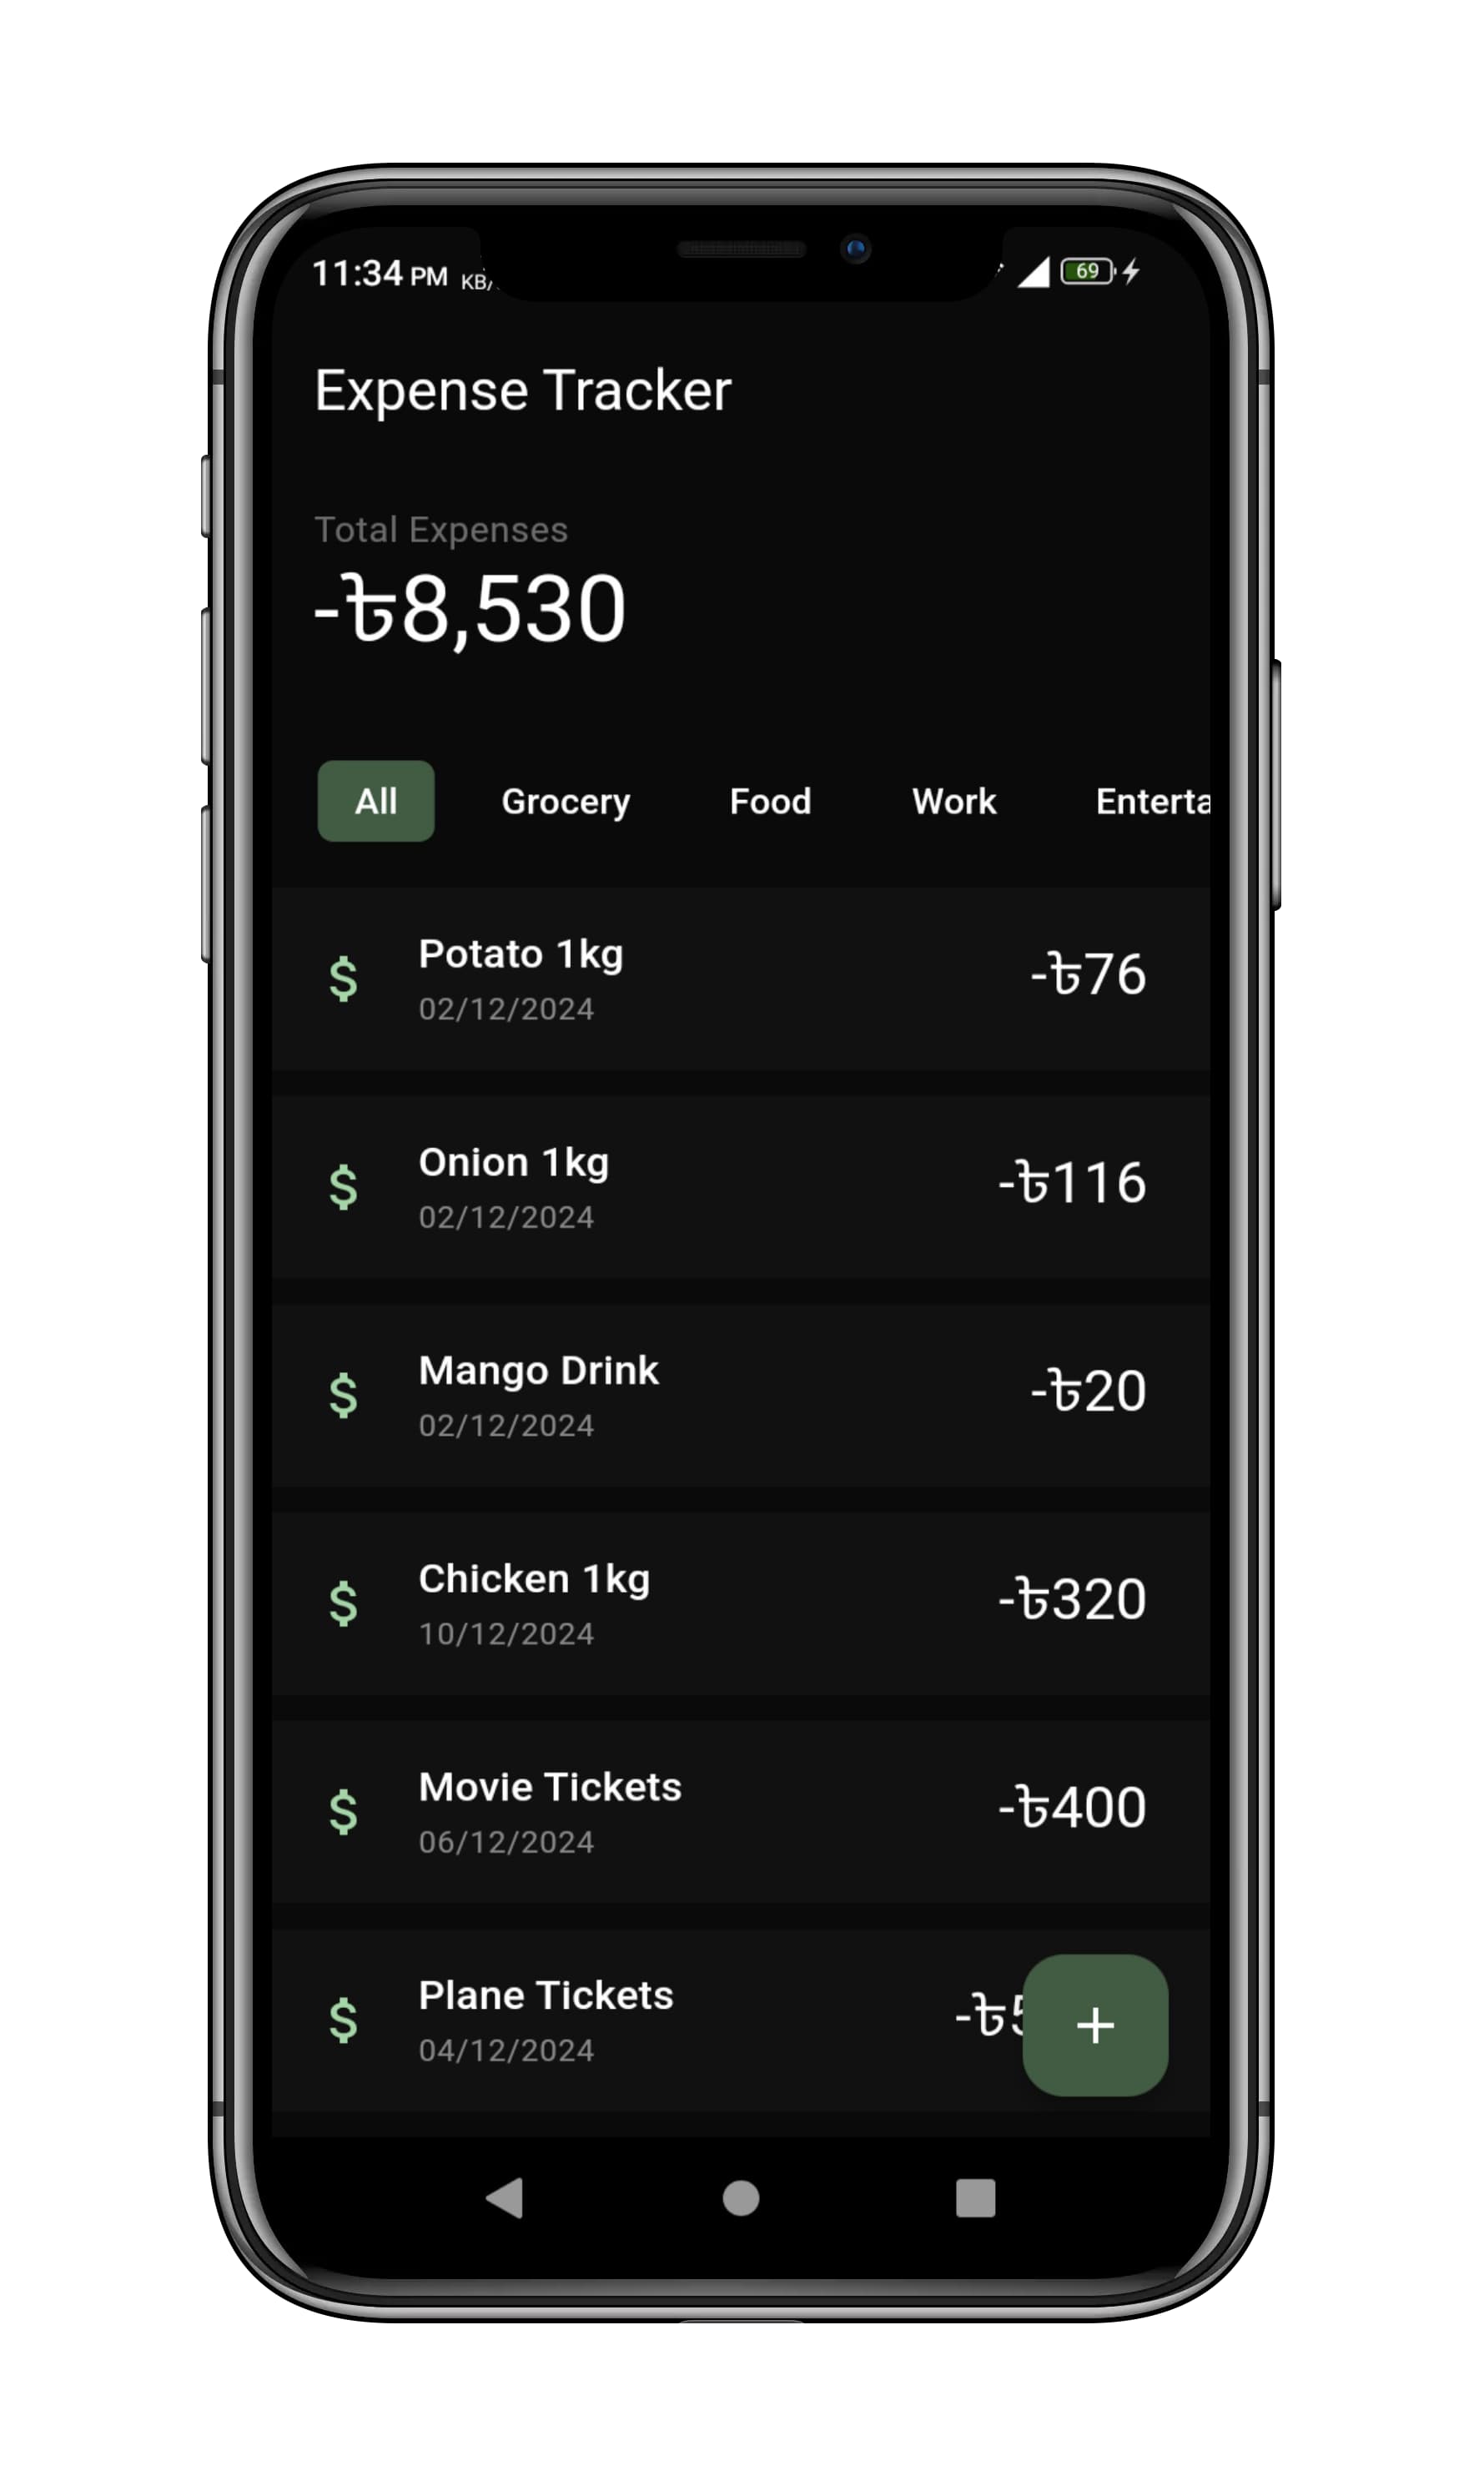 11:34 PM KB/
69
Expense Tracker
Total Expenses
-৳8,530
All Grocery Food Work Enterta
$ Potato 1kg -৳76
02/12/2024
$ Onion 1kg -৳116
02/12/2024
$ Mango Drink -৳20
02/12/2024
$ Chicken 1kg -৳320
10/12/2024
$ Movie Tickets -৳400
06/12/2024
$ Plane Tickets -৳5
04/12/2024
+